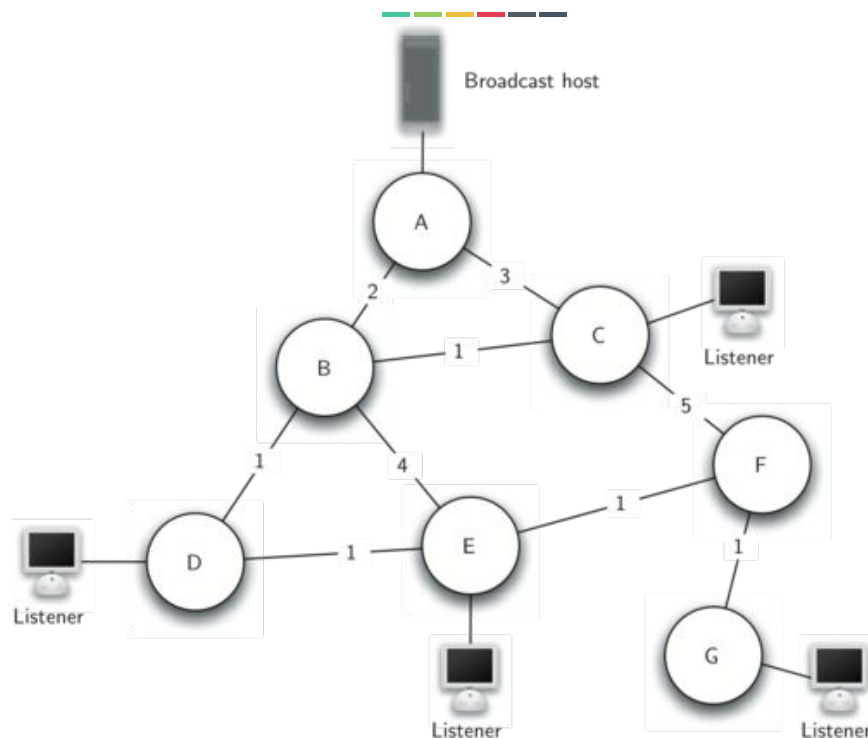 Broadcast host
A
3
2
C
Listener
B
1
5
F
1
4
1
E
1
1
D
Listener
G
Listener
Listener